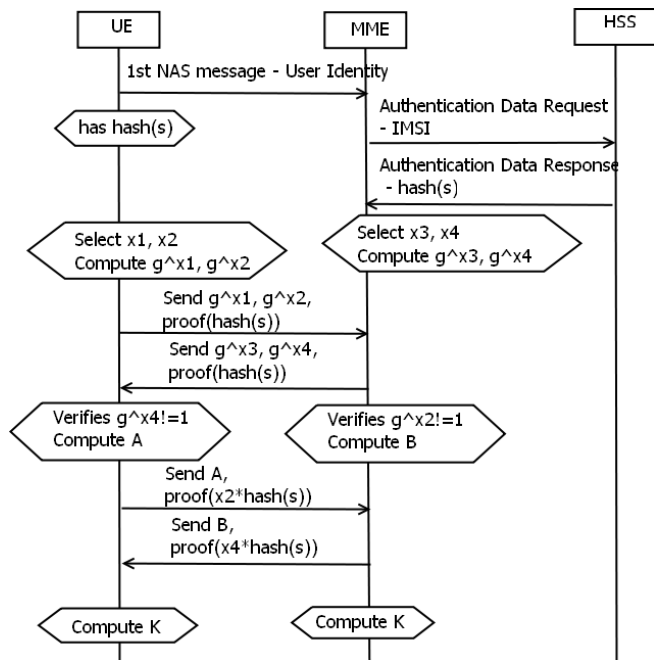 UE
MME
HSS
1st NAS message - User Identity
has hash(s)
Authentication Data Request
- IMSI
Authentication Data Response
- hash(s)
Select x1, x2
Compute g^x1, g^x2
Select x3, x4
Compute g^x3, g^x4
Send g^x1, g^x2,
proof(hash(s))
Send g^x3, g^x4,
proof(hash(s))
Verifies g^x4!=1
Compute A
Verifies g^x2!=1
Compute B
Send A,
proof(x2*hash(s))
Send B,
proof(x4*hash(s))
Compute K
Compute K